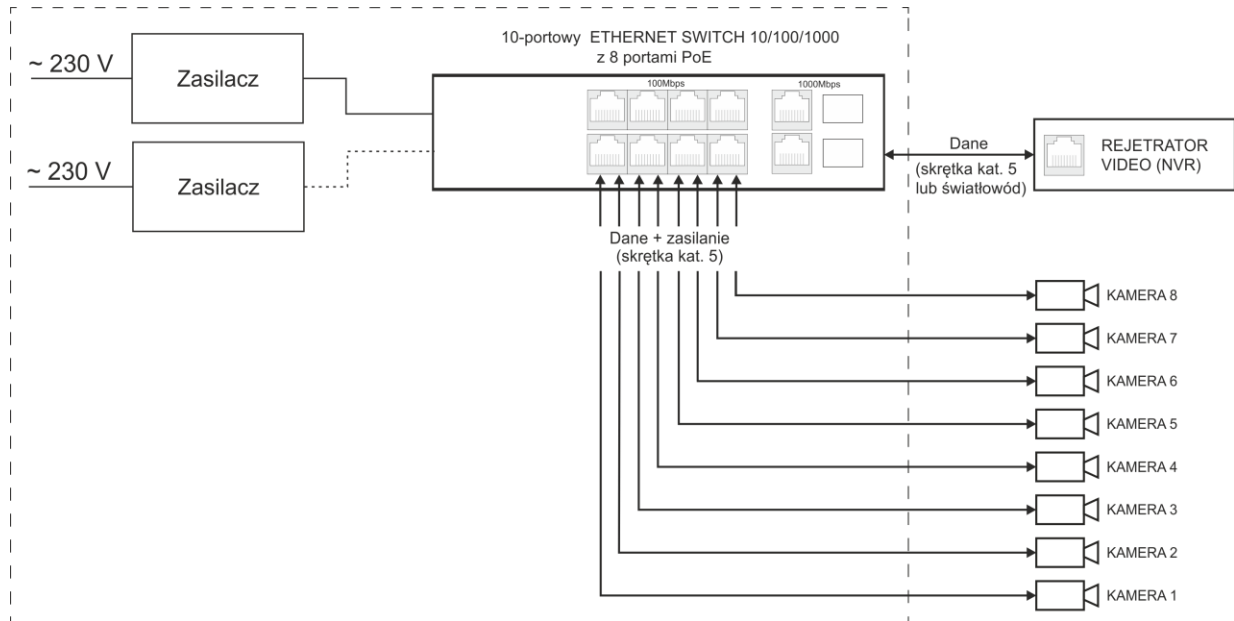 10-portowy ETHERNET SWITCH 10/100/1000
z 8 portami PoE
~ 230 V
Zasilacz
100Mbps
1000Mbps
~ 230 V
Zasilacz
Dane
(skrętka kat. 5
lub światłowód)
REJETRATOR
VIDEO (NVR)
Dane + zasilanie
(skrętka kat. 5)
KAMERA 8
KAMERA 7
KAMERA 6
KAMERA 5
KAMERA 4
KAMERA 3
KAMERA 2
KAMERA 1